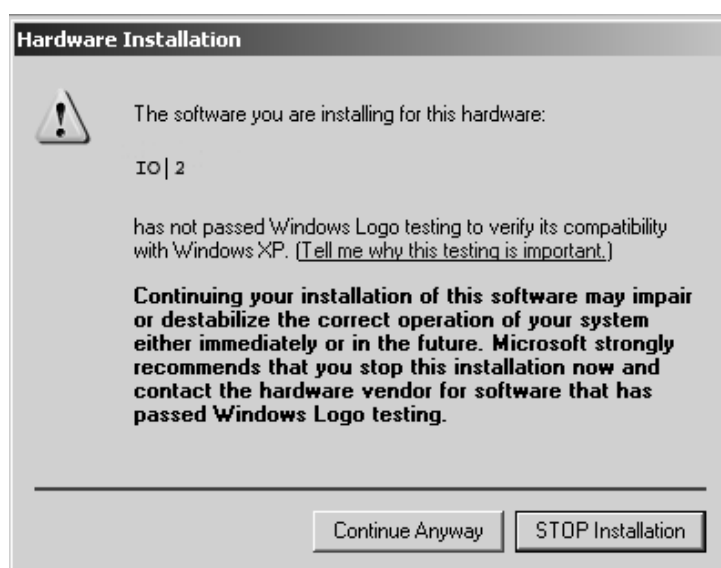 Hardware Installation
The software you are installing for this hardware:
IO|2
has not passed Windows Logo testing to verify its compatibility
with Windows XP. (Tell me why this testing is important.)
Continuing your installation of this software may impair
or destabilize the correct operation of your system
either immediately or in the future. Microsoft strongly
recommends that you stop this installation now and
contact the hardware vendor for software that has
passed Windows Logo testing.
Continue Anyway STOP Installation